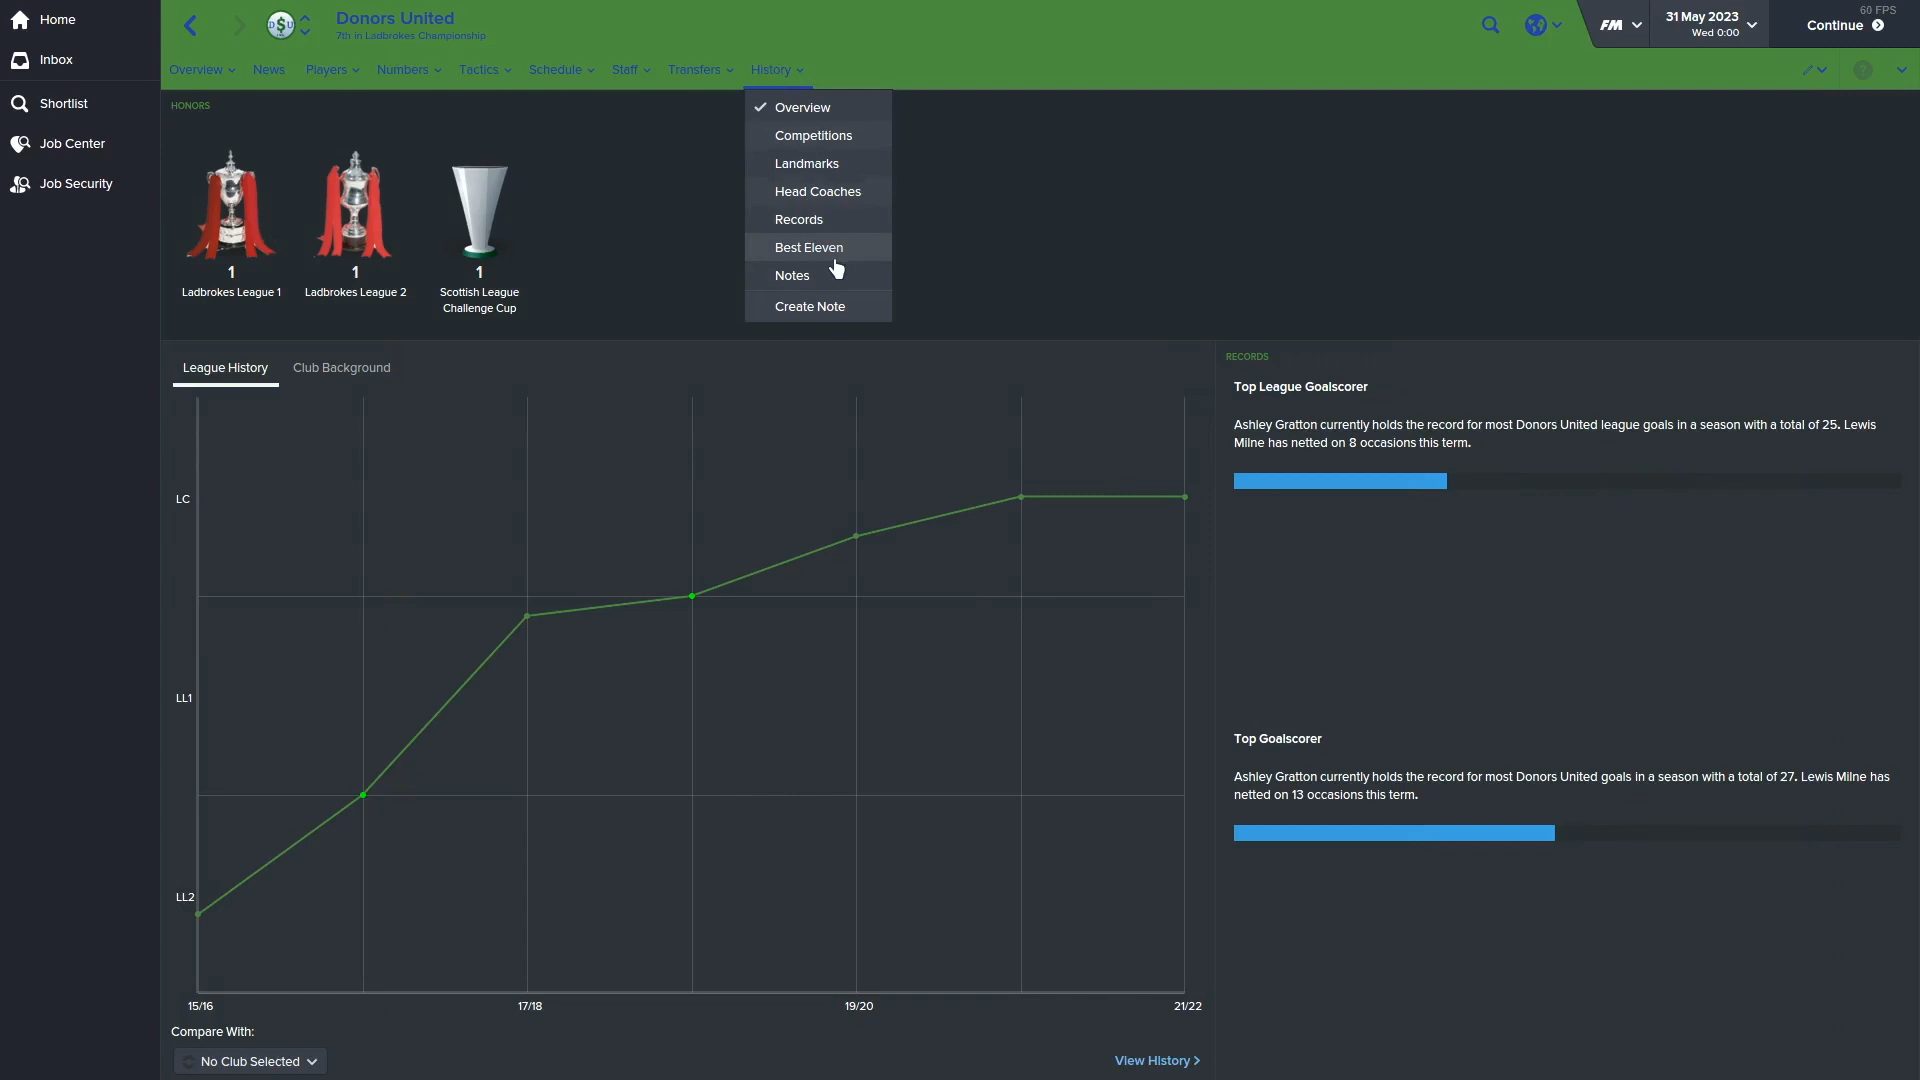 Home
Inbox
Shortlist
Job Center
Job Security
D$U
Donors United
7th in Ladbrokes Championship
FM
31 May 2023
Wed 0:00
60 FPS
Continue
Overview
News
Players
Numbers
Tactics
Schedule
Staff
Transfers
History
?
HONORS
1
Ladbrokes League 1
1
Ladbrokes League 2
1
Scottish League
Challenge Cup
Overview
Competitions
Landmarks
Head Coaches
Records
Best Eleven
Notes
Create Note
League History
Club Background
LC
LL1
LL2
15/16
17/18
19/20
21/22
Compare With:
No Club Selected
View History
RECORDS
Top League Goalscorer
Ashley Gratton currently holds the record for most Donors United league goals in a season with a total of 25. Lewis
Milne has netted on 8 occasions this term.
Top Goalscorer
Ashley Gratton currently holds the record for most Donors United goals in a season with a total of 27. Lewis Milne has
netted on 13 occasions this term.